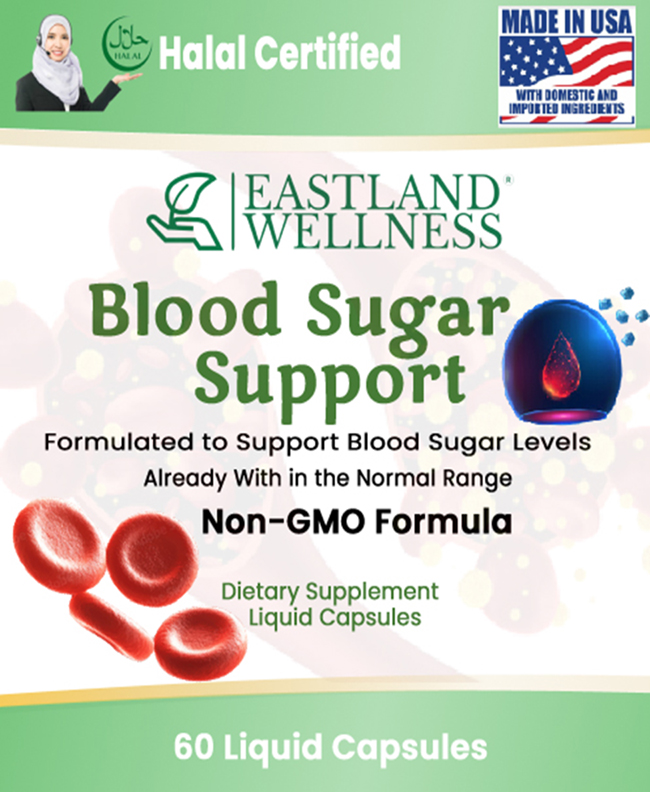 حلال
HALAL
Halal Certified
MADE IN USA
WITH DOMESTIC AND
IMPORTED INGREDIENTS
EASTLAND®
WELLNESS
Blood Sugar
Support
Formulated to Support Blood Sugar Levels
Already With in the Normal Range
Non-GMO Formula
Dietary Supplement
Liquid Capsules
60 Liquid Capsules